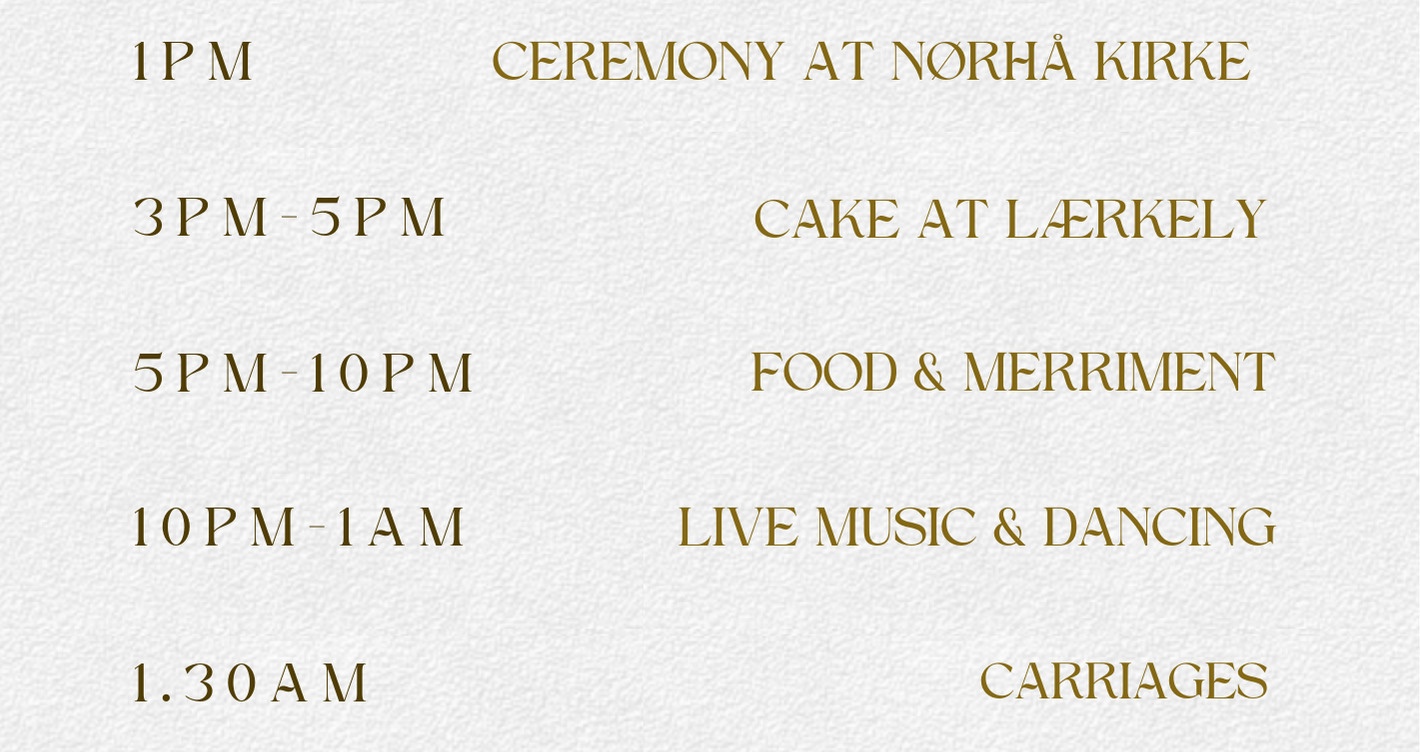 1PM CEREMONY AT NØRHÅ KIRKE
3PM-5PM CAKE AT LÆRKELY
5PM-10PM FOOD & MERRIMENT
10PM-1AM LIVE MUSIC & DANCING
1.30AM CARRIAGES